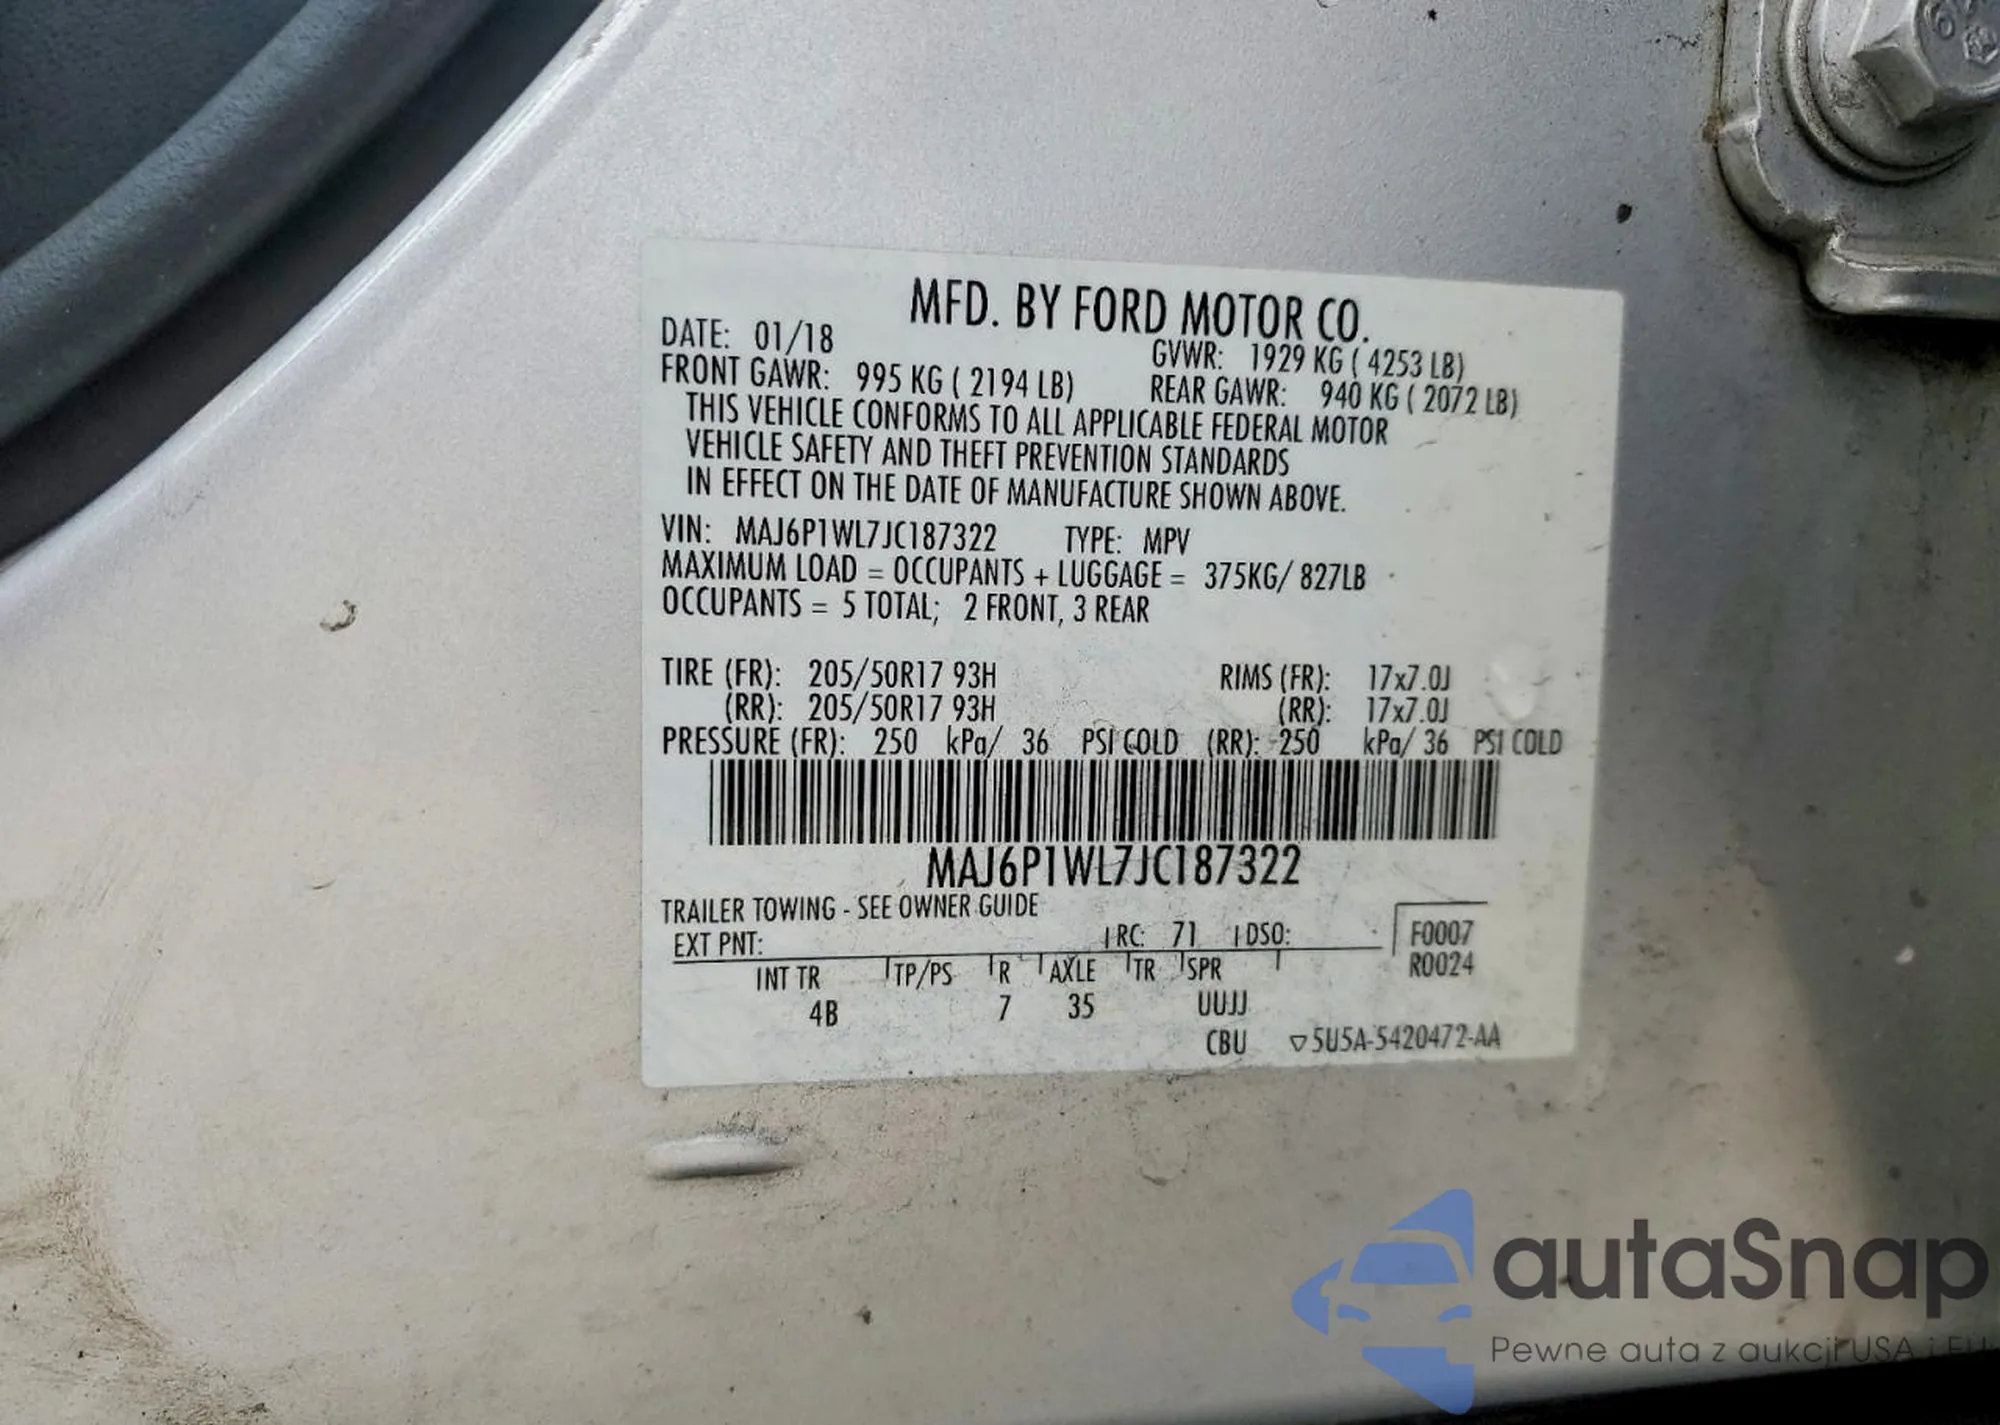 MFD. BY FORD MOTOR CO.
DATE: 01/18
GVWR: 1929 KG ( 4253 LB)
FRONT GAWR: 995 KG ( 2194 LB) REAR GAWR: 940 KG ( 2072 LB)
THIS VEHICLE CONFORMS TO ALL APPLICABLE FEDERAL MOTOR
VEHICLE SAFETY AND THEFT PREVENTION STANDARDS
IN EFFECT ON THE DATE OF MANUFACTURE SHOWN ABOVE.
VIN: MAJ6P1WL7JC187322 TYPE: MPV
MAXIMUM LOAD = OCCUPANTS + LUGGAGE = 375KG/ 827LB
OCCUPANTS = 5 TOTAL; 2 FRONT, 3 REAR
TIRE (FR): 205/50R17 93H RIMS (FR): 17x7.0J
(RR): 205/50R17 93H (RR): 17x7.0J
PRESSURE (FR): 250 kPa/ 36 PSI COLD (RR): 250 kPa/ 36 PSI COLD
MAJ6P1WL7JC187322
TRAILER TOWING - SEE OWNER GUIDE
EXT PNT: RC: 71 DSO: F0007
INT TR TP/PS R AXLE TR SPR R0024
4B 7 35 UUJJ
CBU ▽5U5A-5420472-AA
autaSnap
Pewne auta z aukcji USA i EU